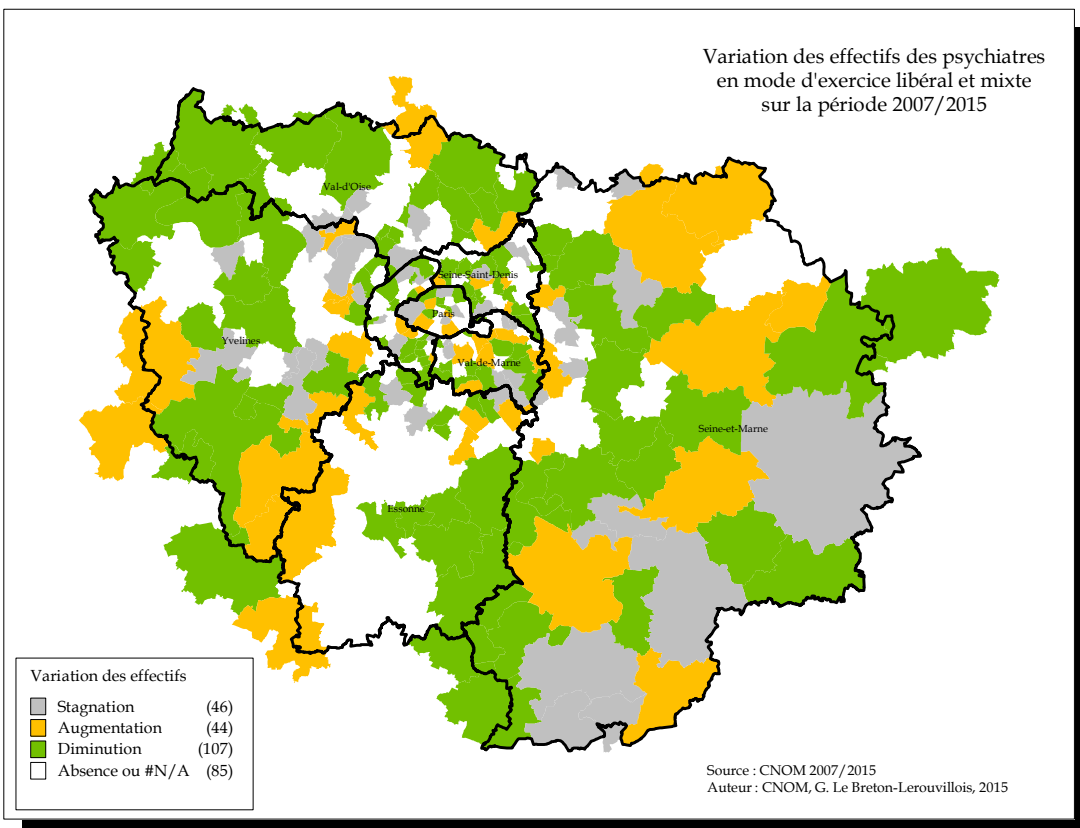 Variation des effectifs des psychiatres
en mode d'exercice libéral et mixte
sur la période 2007/2015
Val-d'Oise
Seine-Saint-Denis
Paris
Yvelines
Val-de-Marne
Seine-et-Marne
Essonne
Variation des effectifs
Stagnation (46)
Augmentation (44)
Diminution (107)
Absence ou #N/A (85)
Source : CNOM 2007/2015
Auteur : CNOM, G. Le Breton-Lerouvillois, 2015